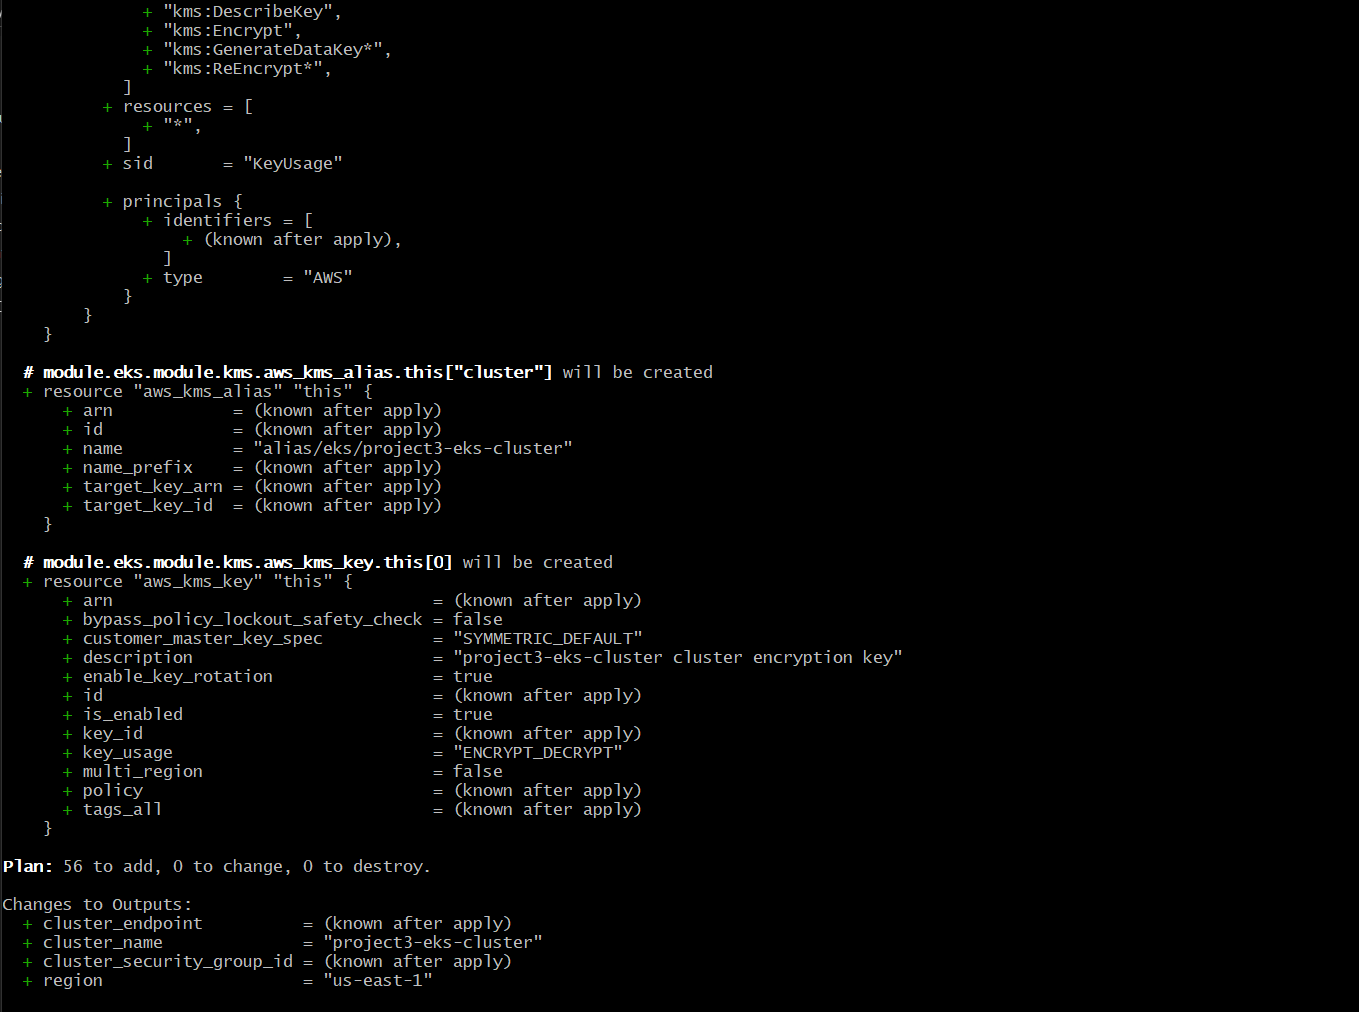 + "kms:DescribeKey",
+ "kms:Encrypt",
+ "kms:GenerateDataKey*",
+ "kms:ReEncrypt*",
]
+ resources = [
+ "*",
]
+ sid       = "KeyUsage"
+ principals {
+ identifiers = [
+ (known after apply),
]
+ type        = "AWS"
}
}
}
# module.eks.module.kms.aws_kms_alias.this["cluster"] will be created
+ resource "aws_kms_alias" "this" {
+ arn            = (known after apply)
+ id             = (known after apply)
+ name           = "alias/eks/project3-eks-cluster"
+ name_prefix    = (known after apply)
+ target_key_arn = (known after apply)
+ target_key_id  = (known after apply)
}
# module.eks.module.kms.aws_kms_key.this[0] will be created
+ resource "aws_kms_key" "this" {
+ arn                                = (known after apply)
+ bypass_policy_lockout_safety_check = false
+ customer_master_key_spec           = "SYMMETRIC_DEFAULT"
+ description                        = "project3-eks-cluster cluster encryption key"
+ enable_key_rotation                = true
+ id                                 = (known after apply)
+ is_enabled                         = true
+ key_id                             = (known after apply)
+ key_usage                          = "ENCRYPT_DECRYPT"
+ multi_region                       = false
+ policy                             = (known after apply)
+ tags_all                           = (known after apply)
}
Plan: 56 to add, 0 to change, 0 to destroy.
Changes to Outputs:
+ cluster_endpoint          = (known after apply)
+ cluster_name              = "project3-eks-cluster"
+ cluster_security_group_id = (known after apply)
+ region                    = "us-east-1"